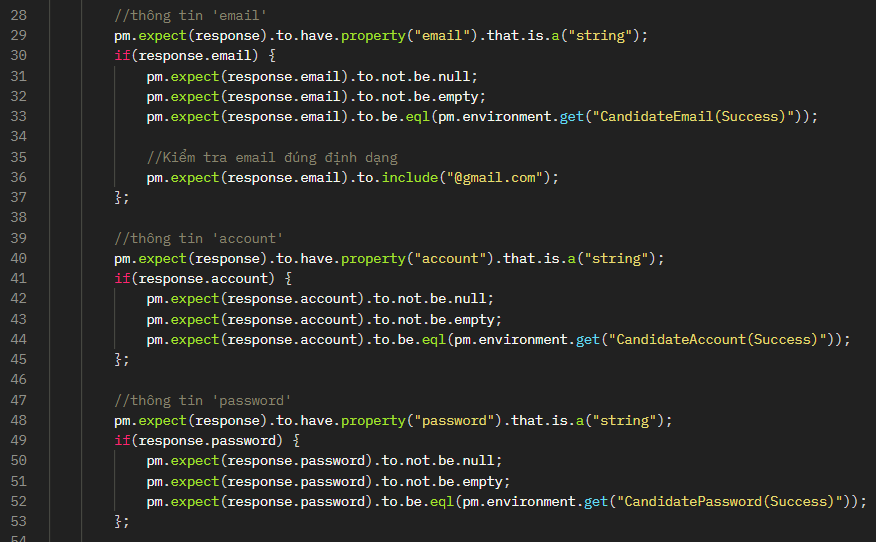 28 //thông tin 'email'
29 pm.expect(response).to.have.property("email").that.is.a("string");
30 if(response.email) {
31 pm.expect(response.email).to.not.be.null;
32 pm.expect(response.email).to.not.be.empty;
33 pm.expect(response.email).to.be.eql(pm.environment.get("CandidateEmail(Success)"));
34
35 //Kiểm tra email đúng định dạng
36 pm.expect(response.email).to.include("@gmail.com");
37 };
38
39 //thông tin 'account'
40 pm.expect(response).to.have.property("account").that.is.a("string");
41 if(response.account) {
42 pm.expect(response.account).to.not.be.null;
43 pm.expect(response.account).to.not.be.empty;
44 pm.expect(response.account).to.be.eql(pm.environment.get("CandidateAccount(Success)"));
45 };
46
47 //thông tin 'password'
48 pm.expect(response).to.have.property("password").that.is.a("string");
49 if(response.password) {
50 pm.expect(response.password).to.not.be.null;
51 pm.expect(response.password).to.not.be.empty;
52 pm.expect(response.password).to.be.eql(pm.environment.get("CandidatePassword(Success)"));
53 };
54